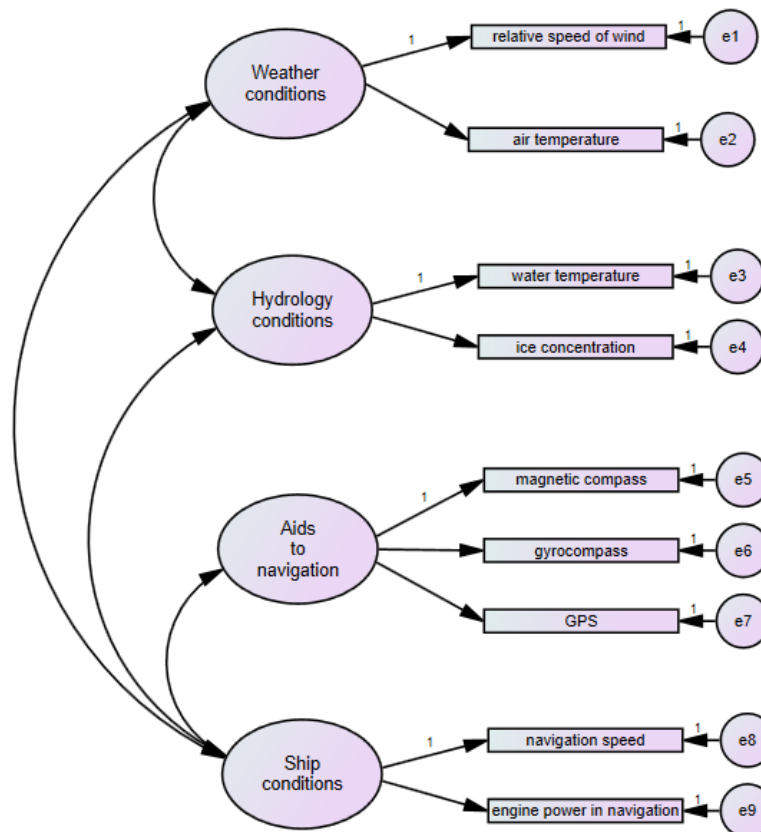 1
relative speed of wind
1
e1
Weather
conditions
air temperature
1
e2
1
water temperature
1
e3
Hydrology
conditions
ice concentration
1
e4
1
magnetic compass
1
e5
Aids
to
navigation
gyrocompass
1
e6
GPS
1
e7
1
navigation speed
1
e8
Ship
conditions
engine power in navigation
1
e9